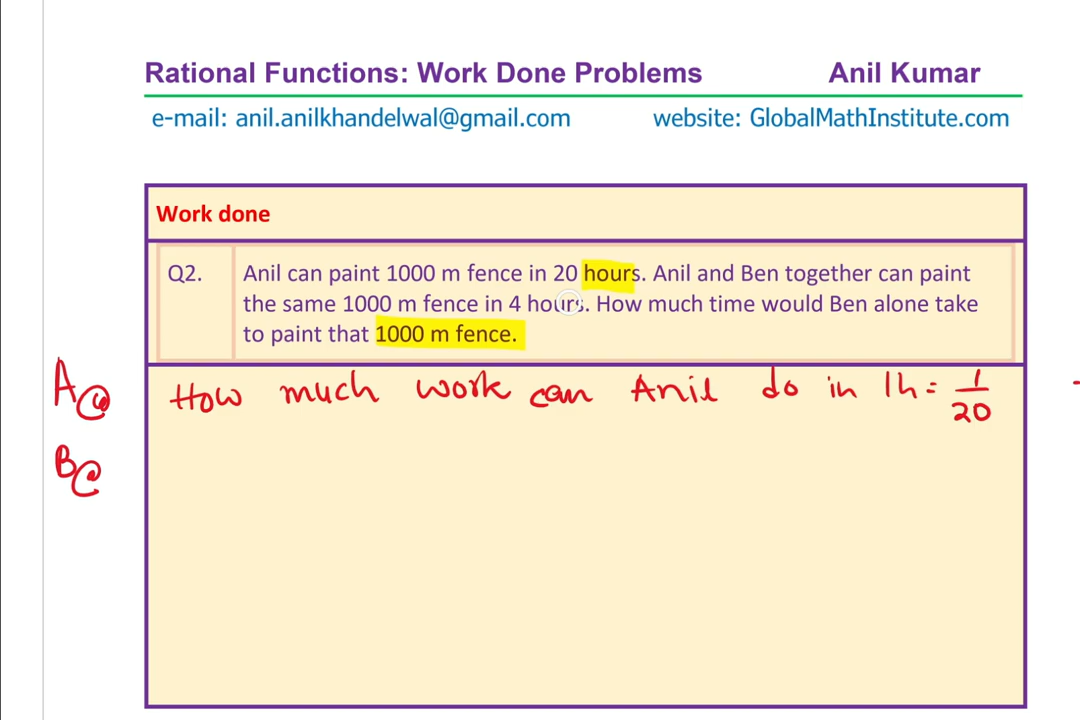 Rational Functions: Work Done Problems Anil Kumar
e-mail: anil.anilkhandelwal@gmail.com website: GlobalMathInstitute.com
Work done
Q2. Anil can paint 1000 m fence in 20 hours. Anil and Ben together can paint
the same 1000 m fence in 4 hours. How much time would Ben alone take
to paint that 1000 m fence.
A@ How much work can Anil do in 1h = 1/20
B@